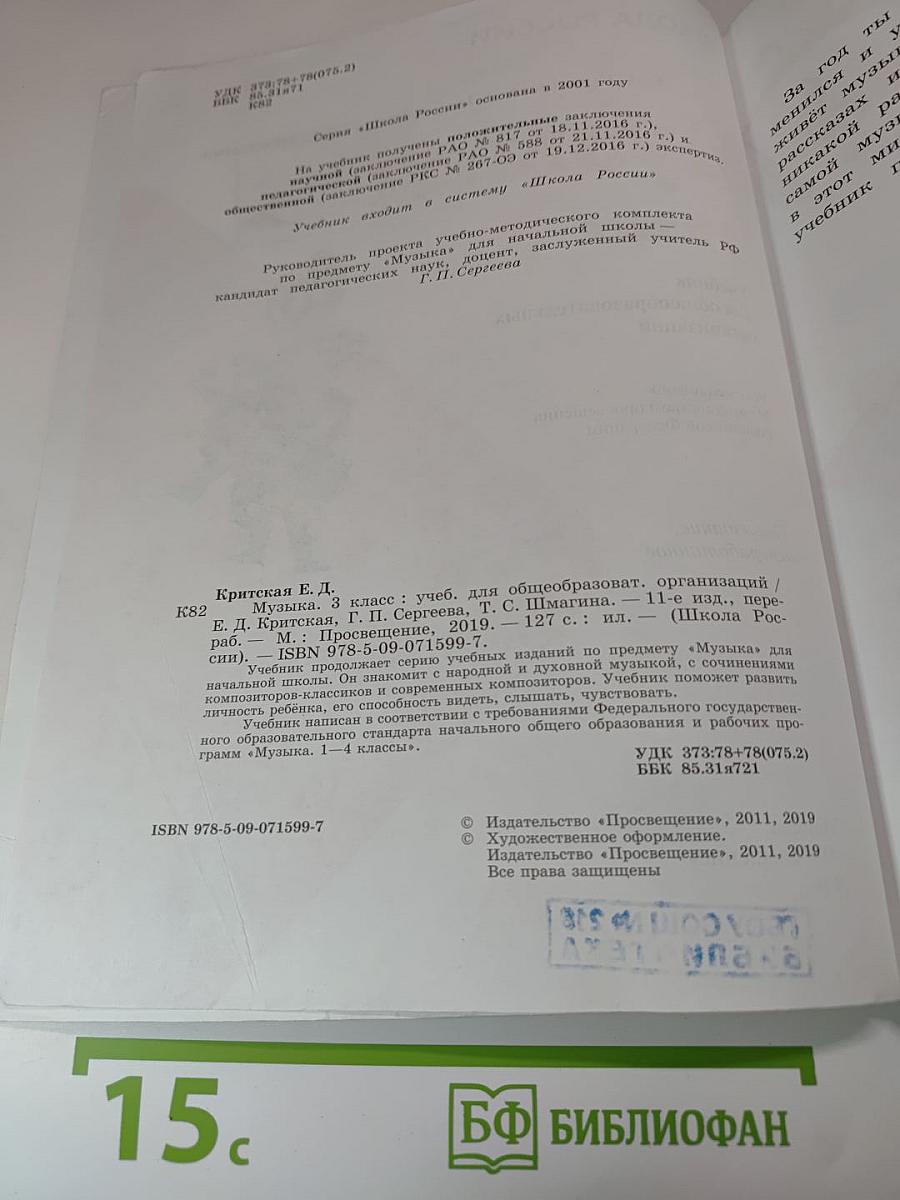 УДК 373:78+78(075.2)
ББК 85.31я71
К82
Серия «Школа России» основана в 2001 году
На учебник получены положительные заключения
научной (заключение РАО № 817 от 18.11.2016 г.),
педагогической (заключение РАО № 588 от 21.11.2016 г.) и
общественной (заключение РКС № 267-ОЭ от 19.12.2016 г.) экспертиз.
Учебник входит в систему «Школа России»
Руководитель проекта учебно-методического комплекта
по предмету «Музыка» для начальной школы —
кандидат педагогических наук, доцент, заслуженный учитель РФ
Г. П. Сергеева
Критская Е. Д.
К82 Музыка. 3 класс : учеб. для общеобразоват. организаций /
Е. Д. Критская, Г. П. Сергеева, Т. С. Шмагина. — 11-е изд., пере-
раб. — М. : Просвещение, 2019. — 127 с. : ил. — (Школа Рос-
сии). — ISBN 978-5-09-071599-7.
Учебник продолжает серию учебных изданий по предмету «Музыка» для
начальной школы. Он знакомит с народной и духовной музыкой, с сочинениями
композиторов-классиков и современных композиторов. Учебник поможет развить
личность ребёнка, его способность видеть, слышать, чувствовать.
Учебник написан в соответствии с требованиями Федерального государствен-
ного образовательного стандарта начального общего образования и рабочих про-
грамм «Музыка. 1—4 классы».
УДК 373:78+78(075.2)
ББК 85.31я721
ISBN 978-5-09-071599-7
© Издательство «Просвещение», 2011, 2019
© Художественное оформление.
Издательство «Просвещение», 2011, 2019
Все права защищены
За год ты
менился и у
живёт музык
рассказах и
никакой ра
самой музы
в этот ми
учебник п
15 с
БФ БИБЛИОФАН